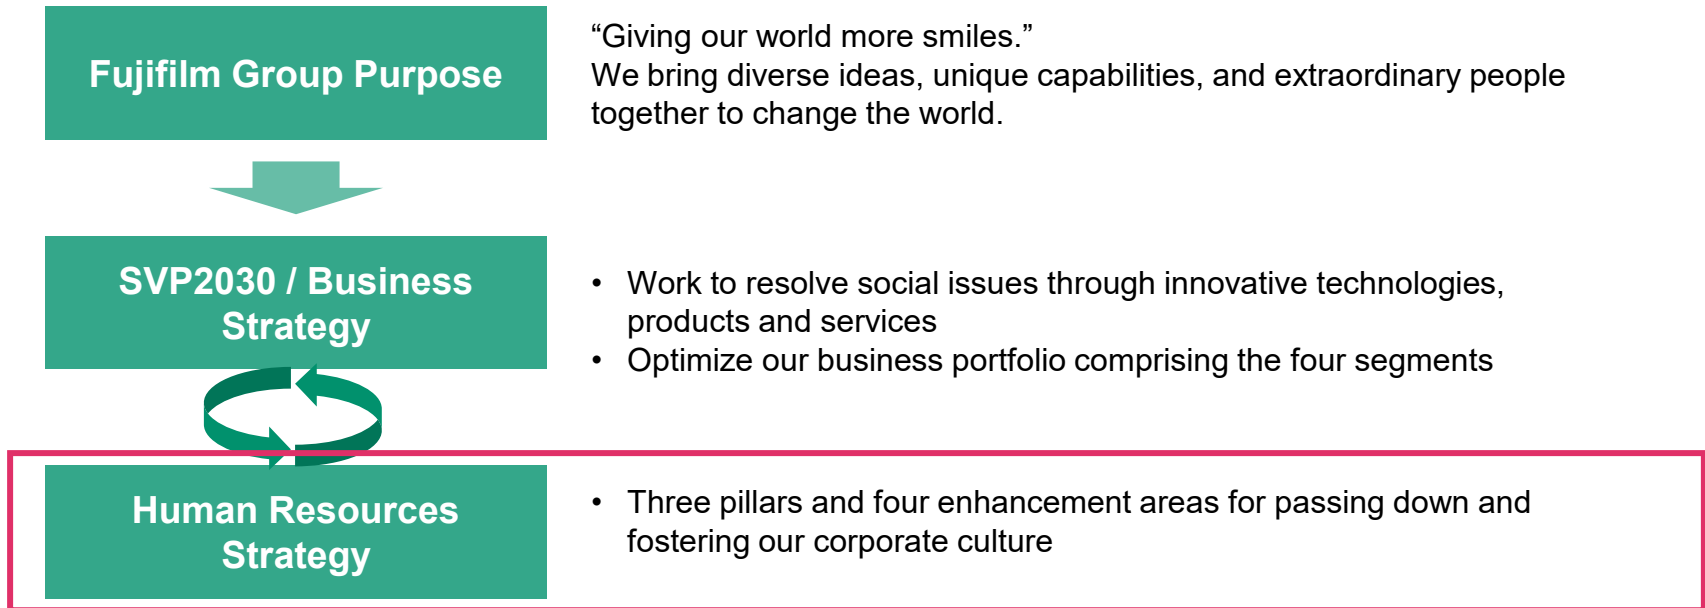 Fujifilm Group Purpose
“Giving our world more smiles.”
We bring diverse ideas, unique capabilities, and extraordinary people
together to change the world.
SVP2030 / Business
Strategy
• Work to resolve social issues through innovative technologies,
products and services
• Optimize our business portfolio comprising the four segments
Human Resources
Strategy
• Three pillars and four enhancement areas for passing down and
fostering our corporate culture